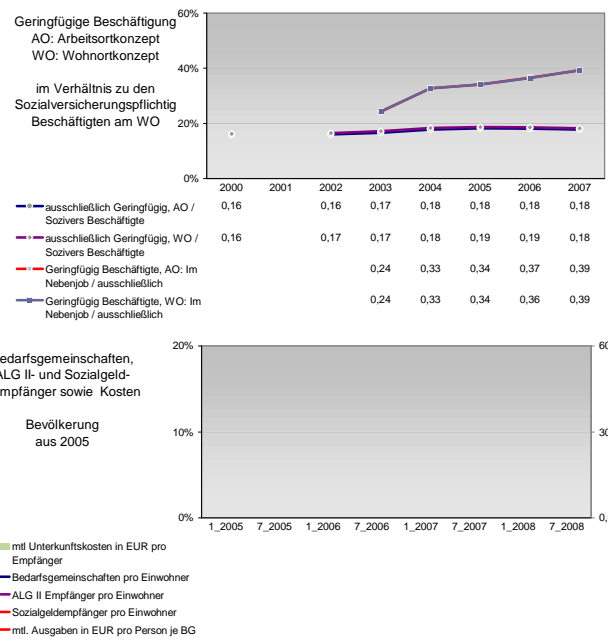 Geringfügige Beschäftigung
AO: Arbeitsortkonzept
WO: Wohnortkonzept
im Verhältnis zu den
Sozialversicherungspflichtig
Beschäftigten am WO
60%
40%
20%
0%
2000 2001 2002 2003 2004 2005 2006 2007
ausschließlich Geringfügig, AO / Sozivers Beschäftigte 0,16 0,16 0,17 0,18 0,18 0,18 0,18
ausschließlich Geringfügig, WO / Sozivers Beschäftigte 0,16 0,17 0,17 0,18 0,19 0,19 0,18
Geringfügig Beschäftigte, AO: Im Nebenjob / ausschließlich 0,24 0,33 0,34 0,37 0,39
Geringfügig Beschäftigte, WO: Im Nebenjob / ausschließlich 0,24 0,33 0,34 0,36 0,39
edarfsgemeinschaften,
ALG II- und Sozialgeld-
mpfänger sowie Kosten
Bevölkerung
aus 2005
20%
10%
0%
60
30
0,
1_2005 7_2005 1_2006 7_2006 1_2007 7_2007 1_2008 7_2008
mtl Unterkunftskosten in EUR pro
Empfänger
Bedarfsgemeinschaften pro Einwohner
ALG II Empfänger pro Einwohner
Sozialgeldempfänger pro Einwohner
mtl. Ausgaben in EUR pro Person je BG